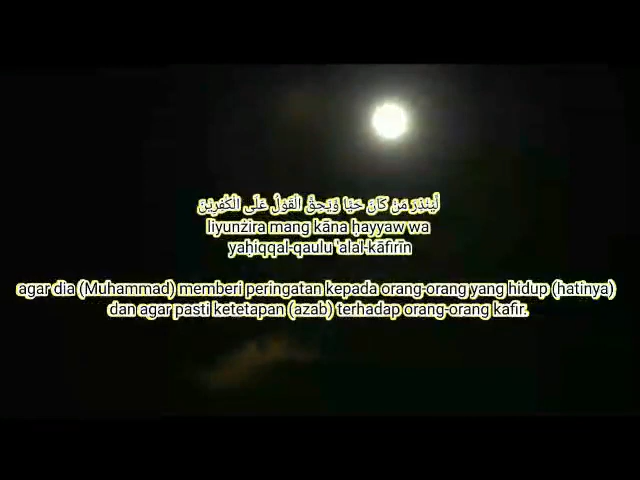 لِّيُنْذِرَ مَنْ كَانَ حَيًّا وَّيَحِقَّ الْقَوْلُ عَلَى الْكٰفِرِيْنَ
liyunżira mang kāna ḥayyaw wa
yaḥiqqal-qaulu 'alal-kāfirīn
agar dia (Muhammad) memberi peringatan kepada orang-orang yang hidup (hatinya)
dan agar pasti ketetapan (azab) terhadap orang-orang kafir.